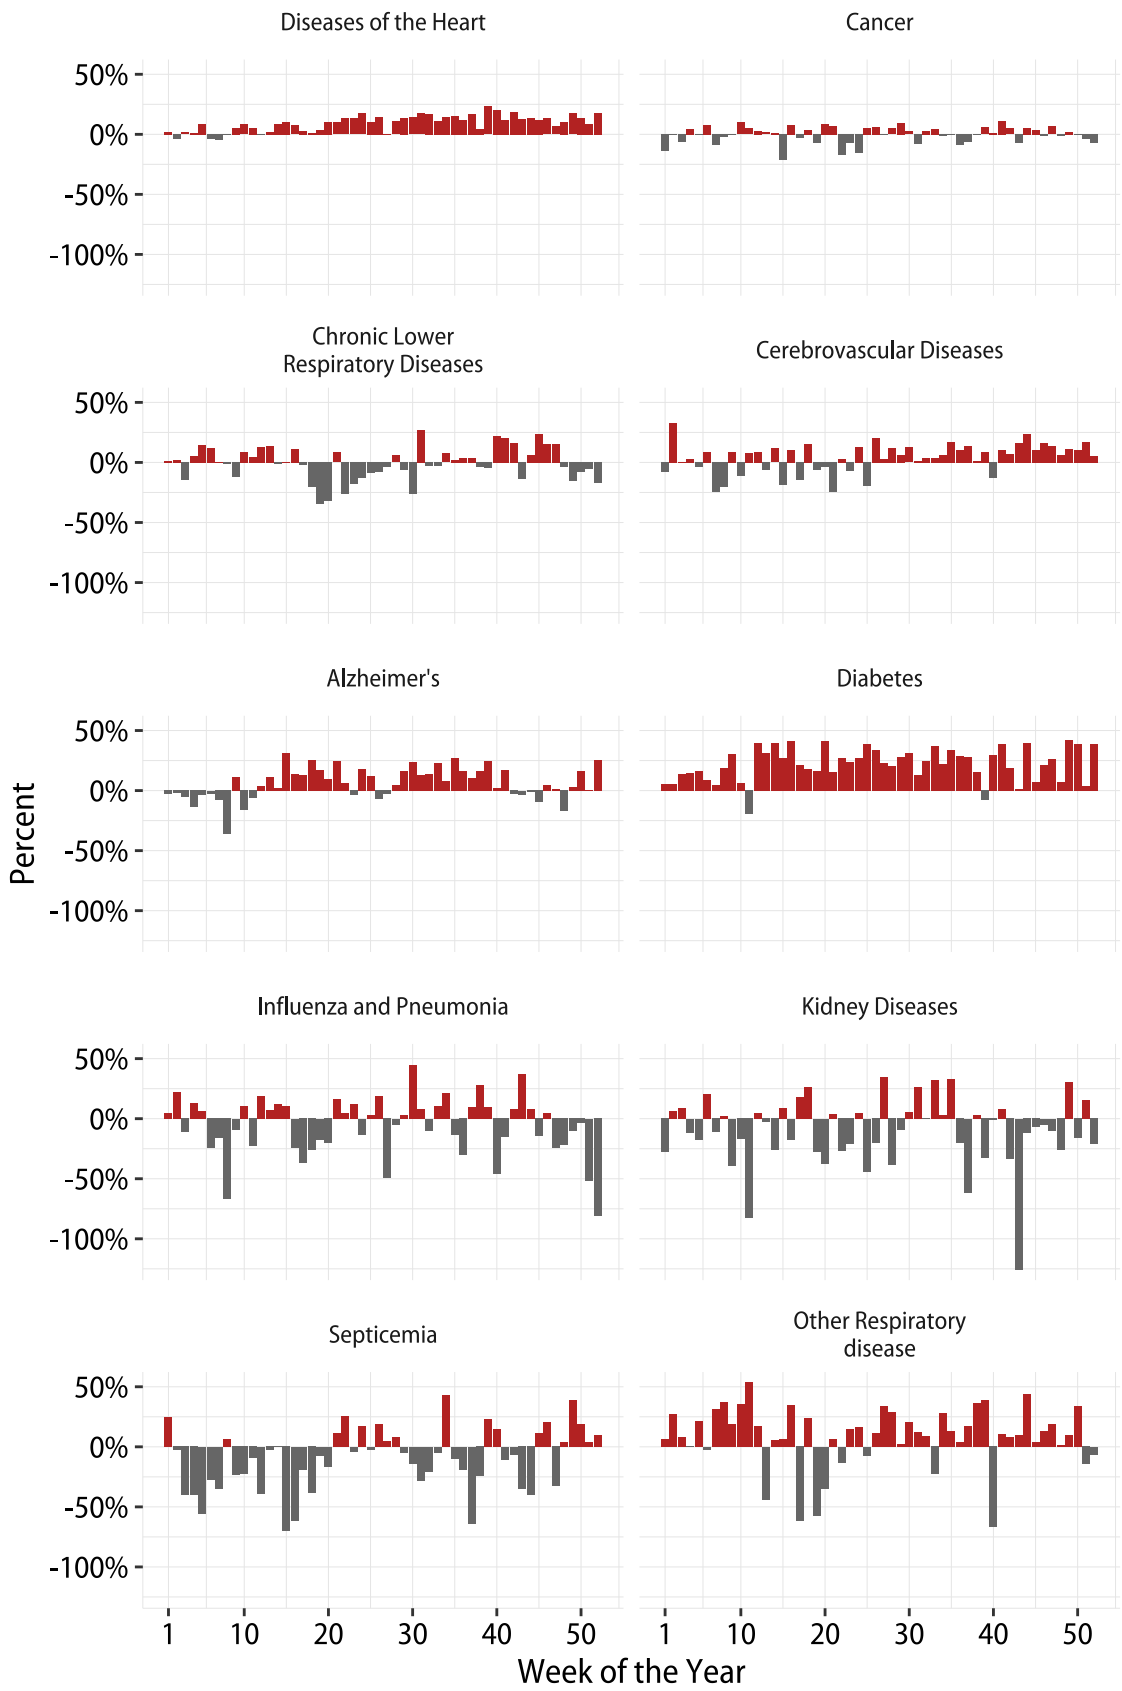 Diseases of the Heart
Cancer
50%
0%
-50%
-100%
Chronic Lower
Respiratory Diseases
Cerebrovascular Diseases
50%
0%
-50%
-100%
Alzheimer's
Diabetes
50%
0%
-50%
-100%
Percent
Influenza and Pneumonia
Kidney Diseases
50%
0%
-50%
-100%
Septicemia
Other Respiratory
disease
50%
0%
-50%
-100%
1 10 20 30 40 50
1 10 20 30 40 50
Week of the Year